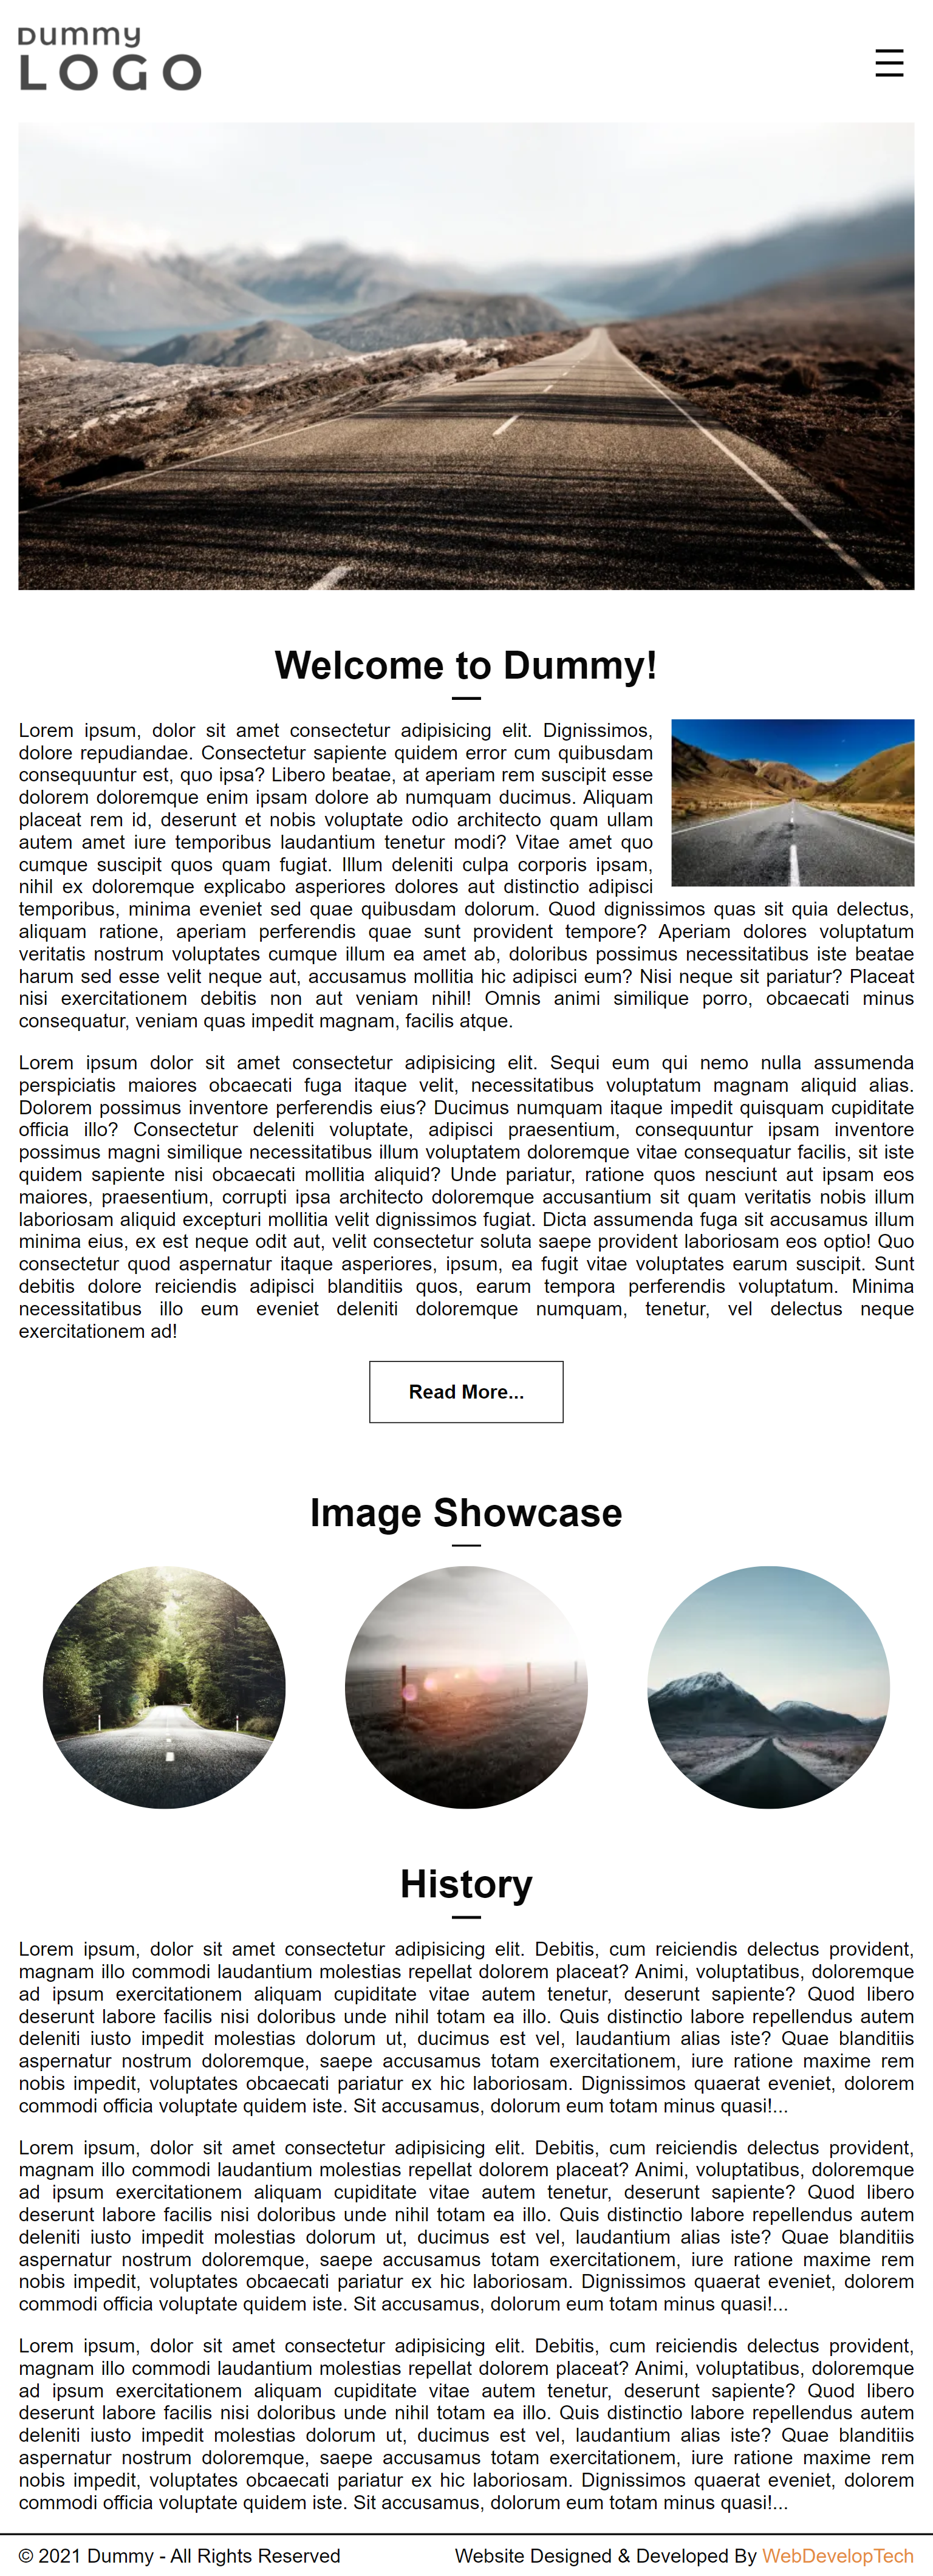 Dummy
LOGO
Welcome to Dummy!
Lorem ipsum, dolor sit amet consectetur adipisicing elit. Dignissimos,
dolore repudiandae. Consectetur sapiente quidem error cum quibusdam
consequuntur est, quo ipsa? Libero beatae, at aperiam rem suscipit esse
dolorem doloremque enim ipsam dolore ab numquam ducimus. Aliquam
placeat rem id, deserunt et nobis voluptate odio architecto quam ullam
autem amet iure temporibus laudantium tenetur modi? Vitae amet quo
cumque suscipit quos quam fugiat. Illum deleniti culpa corporis ipsam,
nihil ex doloremque explicabo asperiores dolores aut distinctio adipisci
temporibus, minima eveniet sed quae quibusdam dolorum. Quod dignissimos quas sit quia delectus,
aliquam ratione, aperiam perferendis quae sunt provident tempore? Aperiam dolores voluptatum
veritatis nostrum voluptates cumque illum ea amet ab, doloribus possimus necessitatibus iste beatae
harum sed esse velit neque aut, accusamus mollitia hic adipisci eum? Nisi neque sit pariatur? Placeat
nisi exercitationem debitis non aut veniam nihil! Omnis animi similique porro, obcaecati minus
consequatur, veniam quas impedit magnam, facilis atque.
Lorem ipsum dolor sit amet consectetur adipisicing elit. Sequi eum qui nemo nulla assumenda
perspiciatis maiores obcaecati fuga itaque velit, necessitatibus voluptatum magnam aliquid alias.
Dolorem possimus inventore perferendis eius? Ducimus numquam itaque impedit quisquam cupiditate
officia illo? Consectetur deleniti voluptate, adipisci praesentium, consequuntur ipsam inventore
possimus magni similique necessitatibus illum voluptatem doloremque vitae consequatur facilis, sit iste
quidem sapiente nisi obcaecati mollitia aliquid? Unde pariatur, ratione quos nesciunt aut ipsam eos
maiores, praesentium, corrupti ipsa architecto doloremque accusantium sit quam veritatis nobis illum
laboriosam aliquid excepturi mollitia velit dignissimos fugiat. Dicta assumenda fuga sit accusamus illum
minima eius, ex est neque odit aut, velit consectetur soluta saepe provident laboriosam eos optio! Quo
consectetur quod aspernatur itaque asperiores, ipsum, ea fugit vitae voluptates earum suscipit. Sunt
debitis dolore reiciendis adipisci blanditiis quos, earum tempora perferendis voluptatum. Minima
necessitatibus illo eum eveniet deleniti doloremque numquam, tenetur, vel delectus neque
exercitationem ad!
Read More...
Image Showcase
History
Lorem ipsum, dolor sit amet consectetur adipisicing elit. Debitis, cum reiciendis delectus provident,
magnam illo commodi laudantium molestias repellat dolorem placeat? Animi, voluptatibus, doloremque
ad ipsum exercitationem aliquam cupiditate vitae autem tenetur, deserunt sapiente? Quod libero
deserunt labore facilis nisi doloribus unde nihil totam ea illo. Quis distinctio labore repellendus autem
deleniti iusto impedit molestias dolorum ut, ducimus est vel, laudantium alias iste? Quae blanditiis
aspernatur nostrum doloremque, saepe accusamus totam exercitationem, iure ratione maxime rem
nobis impedit, voluptates obcaecati pariatur ex hic laboriosam. Dignissimos quaerat eveniet, dolorem
commodi officia voluptate quidem iste. Sit accusamus, dolorum eum totam minus quasi!...
Lorem ipsum, dolor sit amet consectetur adipisicing elit. Debitis, cum reiciendis delectus provident,
magnam illo commodi laudantium molestias repellat dolorem placeat? Animi, voluptatibus, doloremque
ad ipsum exercitationem aliquam cupiditate vitae autem tenetur, deserunt sapiente? Quod libero
deserunt labore facilis nisi doloribus unde nihil totam ea illo. Quis distinctio labore repellendus autem
deleniti iusto impedit molestias dolorum ut, ducimus est vel, laudantium alias iste? Quae blanditiis
aspernatur nostrum doloremque, saepe accusamus totam exercitationem, iure ratione maxime rem
nobis impedit, voluptates obcaecati pariatur ex hic laboriosam. Dignissimos quaerat eveniet, dolorem
commodi officia voluptate quidem iste. Sit accusamus, dolorum eum totam minus quasi!...
Lorem ipsum, dolor sit amet consectetur adipisicing elit. Debitis, cum reiciendis delectus provident,
magnam illo commodi laudantium molestias repellat dolorem placeat? Animi, voluptatibus, doloremque
ad ipsum exercitationem aliquam cupiditate vitae autem tenetur, deserunt sapiente? Quod libero
deserunt labore facilis nisi doloribus unde nihil totam ea illo. Quis distinctio labore repellendus autem
deleniti iusto impedit molestias dolorum ut, ducimus est vel, laudantium alias iste? Quae blanditiis
aspernatur nostrum doloremque, saepe accusamus totam exercitationem, iure ratione maxime rem
nobis impedit, voluptates obcaecati pariatur ex hic laboriosam. Dignissimos quaerat eveniet, dolorem
commodi officia voluptate quidem iste. Sit accusamus, dolorum eum totam minus quasi!...
© 2021 Dummy - All Rights Reserved
Website Designed & Developed By WebDevelopTech